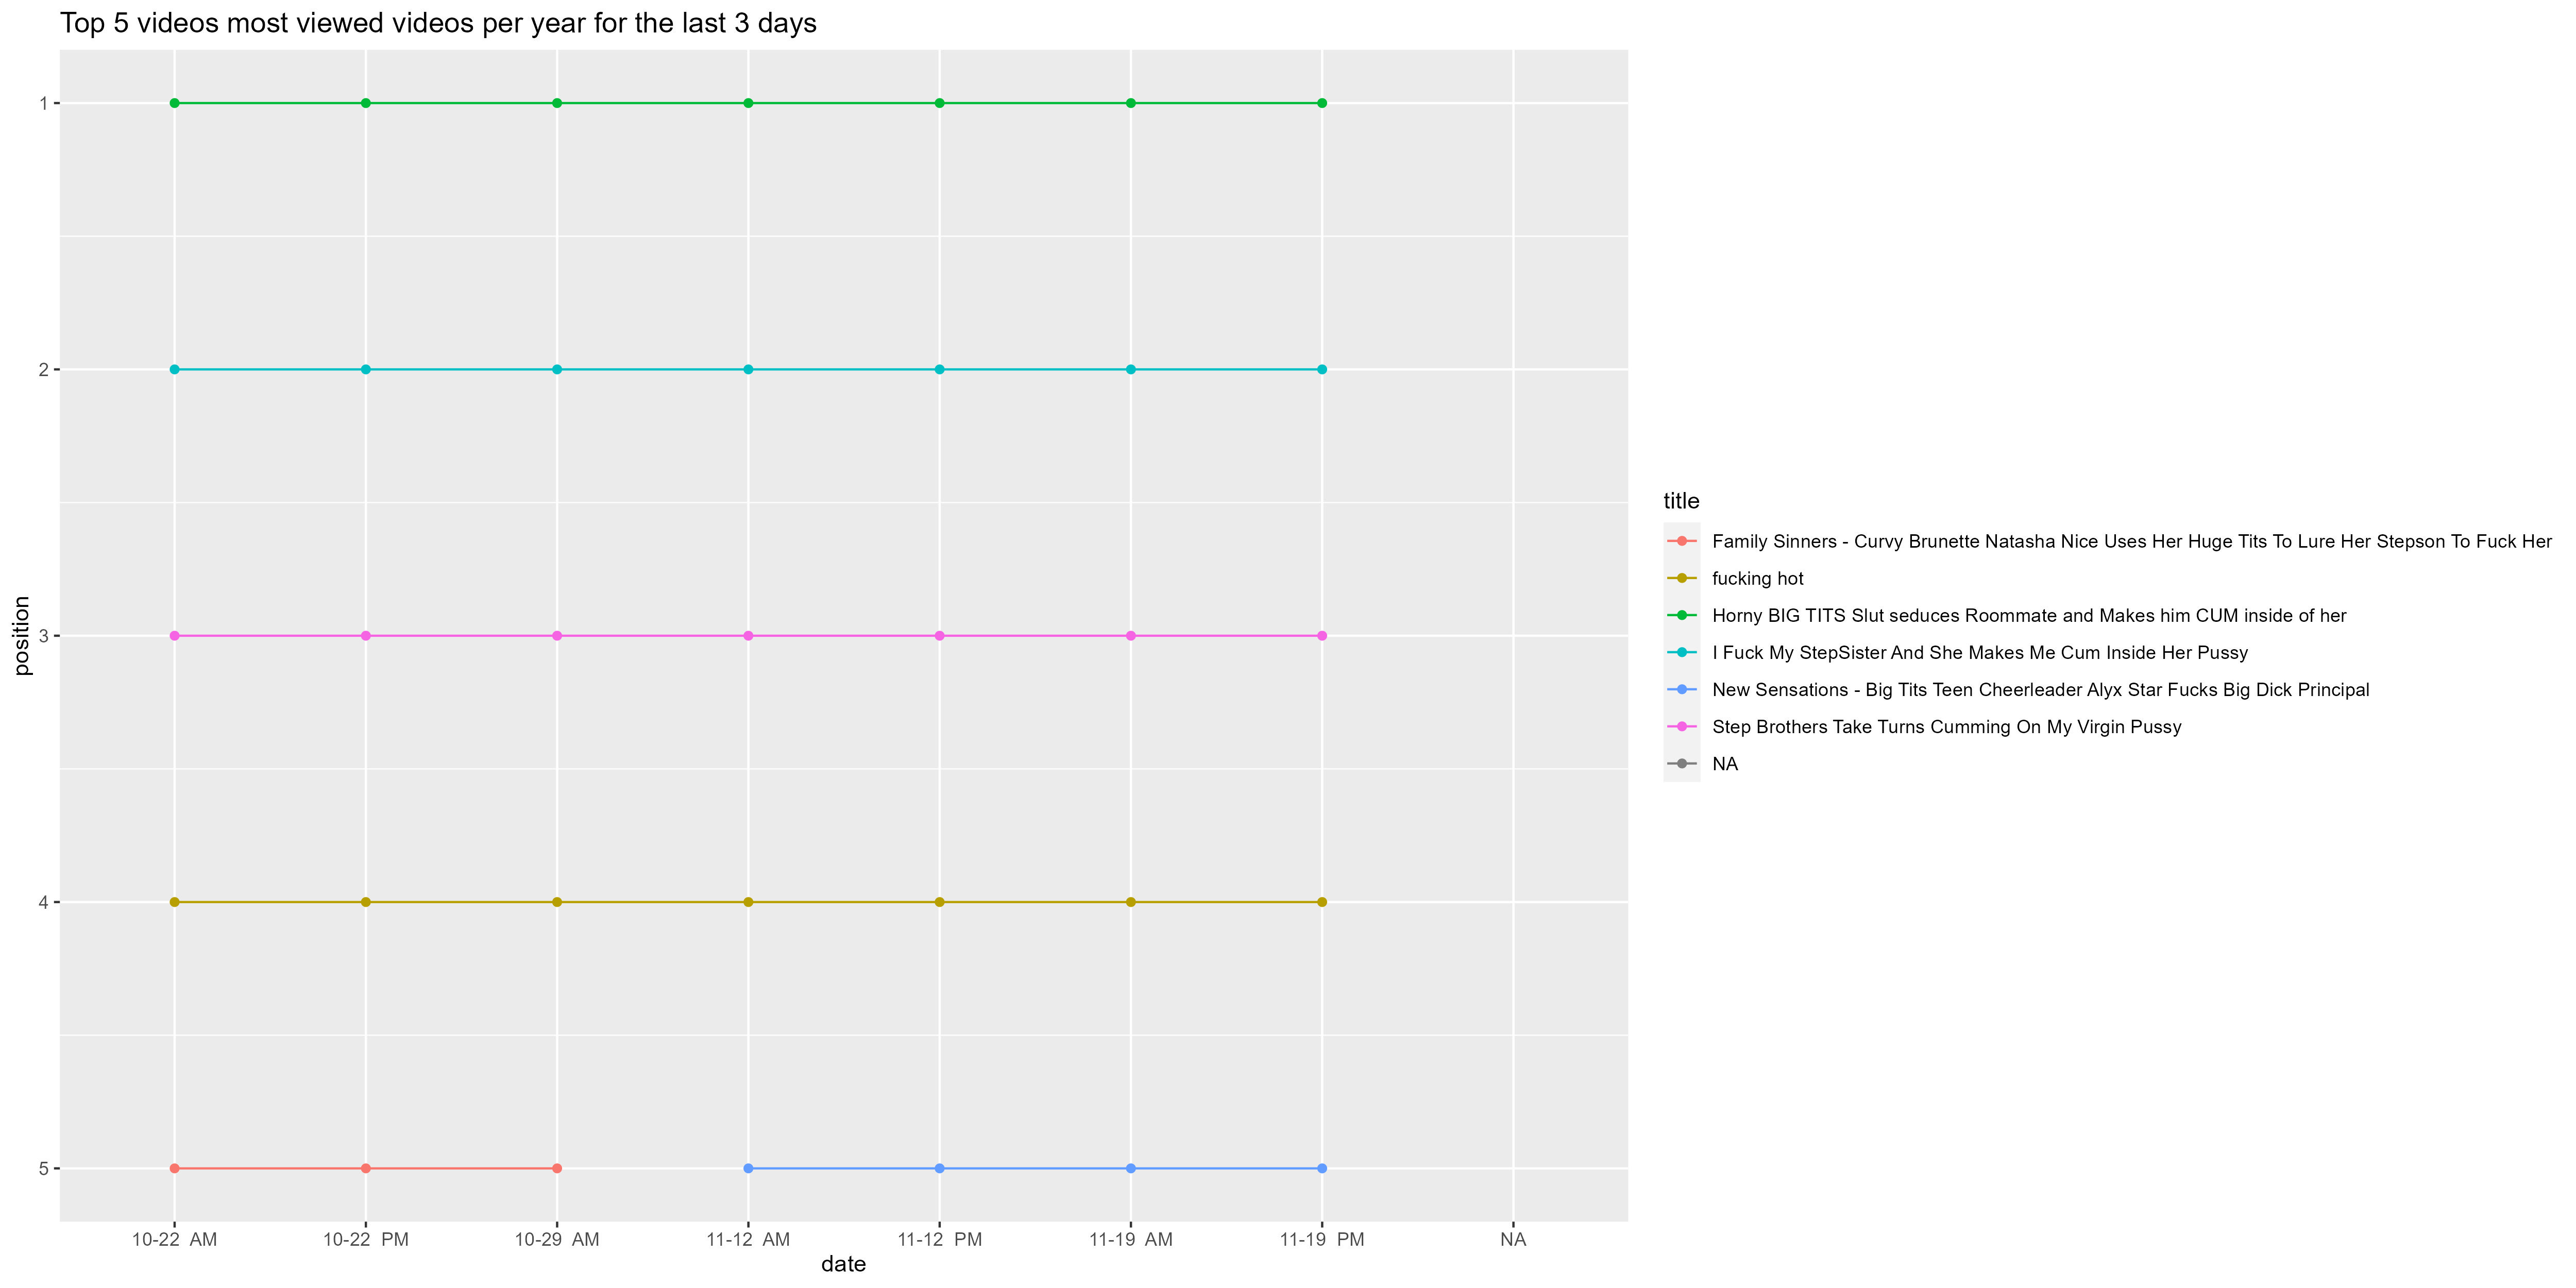 Top 5 videos most viewed videos per year for the last 3 days
position
1
2
3
4
5
10-22 AM
10-22 PM
10-29 AM
11-12 AM
11-12 PM
11-19 AM
11-19 PM
NA
date
title
Family Sinners - Curvy Brunette Natasha Nice Uses Her Huge Tits To Lure Her Stepson To Fuck Her
fucking hot
Horny BIG TITS Slut seduces Roommate and Makes him CUM inside of her
I Fuck My StepSister And She Makes Me Cum Inside Her Pussy
New Sensations - Big Tits Teen Cheerleader Alyx Star Fucks Big Dick Principal
Step Brothers Take Turns Cumming On My Virgin Pussy
NA